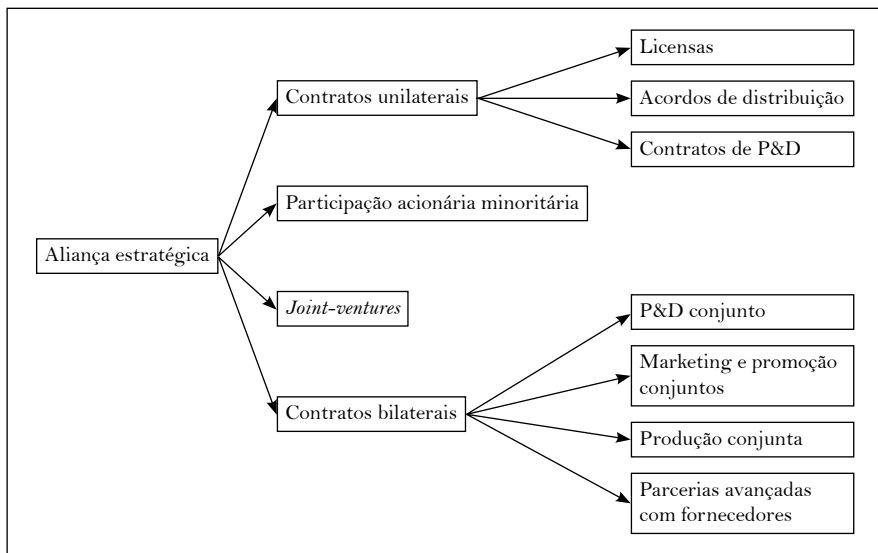 Licensas
Contratos unilaterais
Acordos de distribuição
Contratos de P&D
Participação acionária minoritária
Aliança estratégica
Joint-ventures
P&D conjunto
Marketing e promoção
conjuntos
Contratos bilaterais
Produção conjunta
Parcerias avançadas
com fornecedores